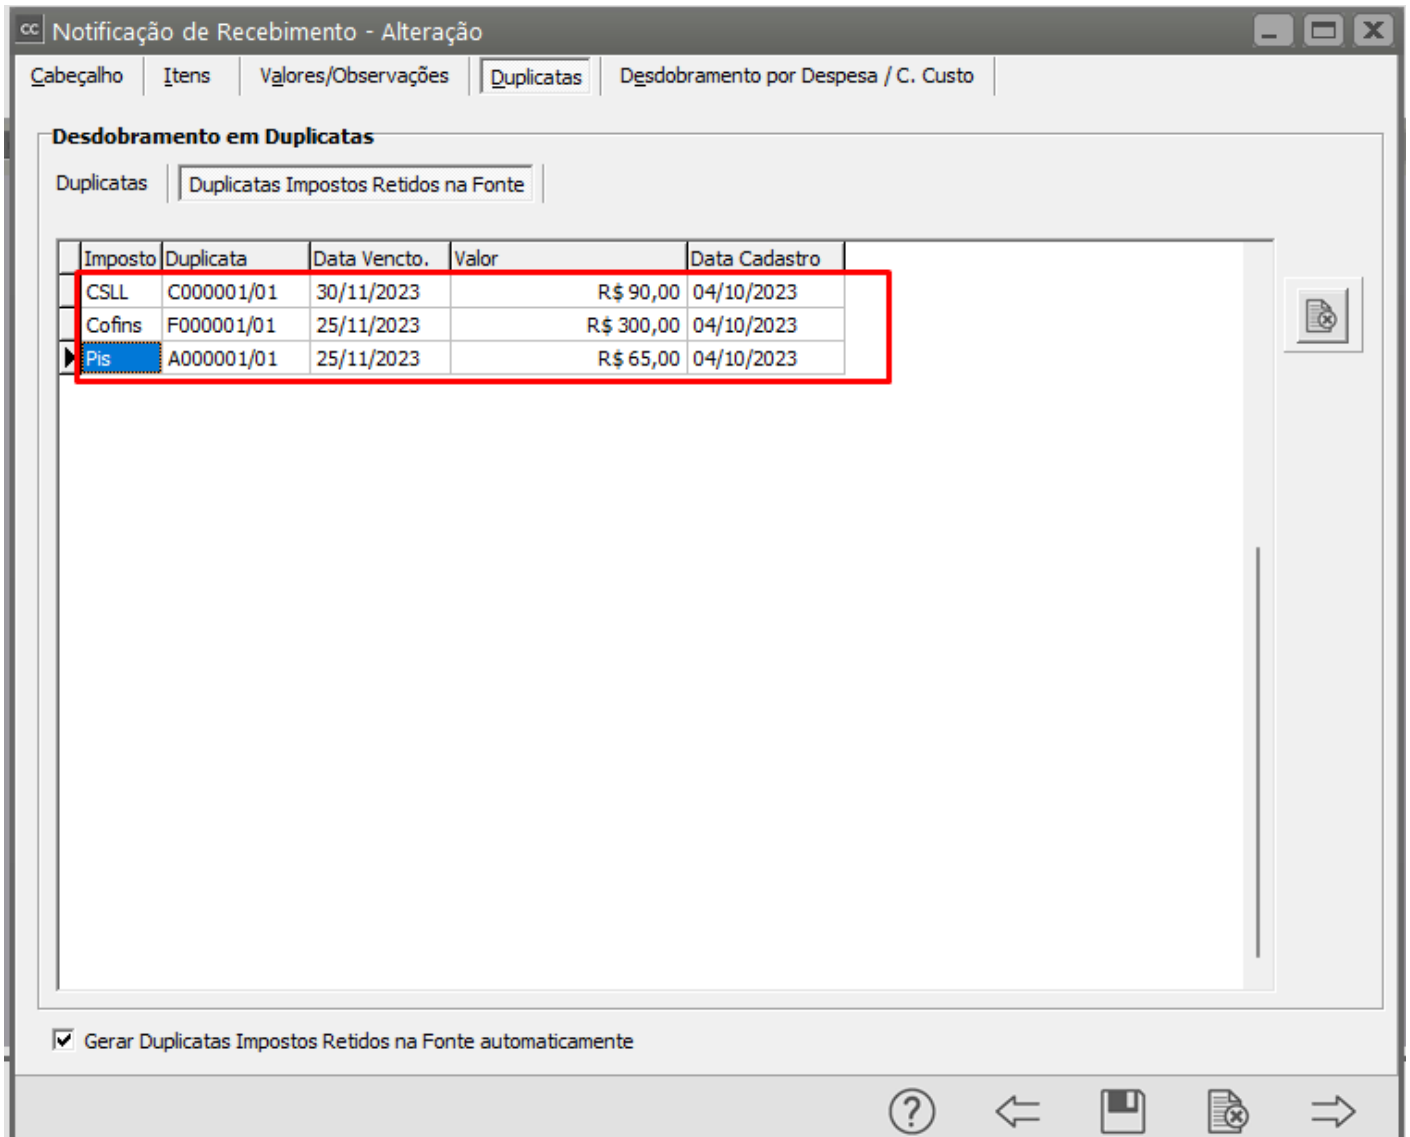 CC Notificação de Recebimento - Alteração
Cabeçalho Itens Valores/Observações Duplicatas Desdobramento por Despesa / C. Custo
Desdobramento em Duplicatas
Duplicatas Duplicatas Impostos Retidos na Fonte
Imposto Duplicata Data Vencto. Valor Data Cadastro
CSLL C000001/01 30/11/2023 R$ 90,00 04/10/2023
Cofins F000001/01 25/11/2023 R$ 300,00 04/10/2023
Pis A000001/01 25/11/2023 R$ 65,00 04/10/2023
Gerar Duplicatas Impostos Retidos na Fonte automaticamente